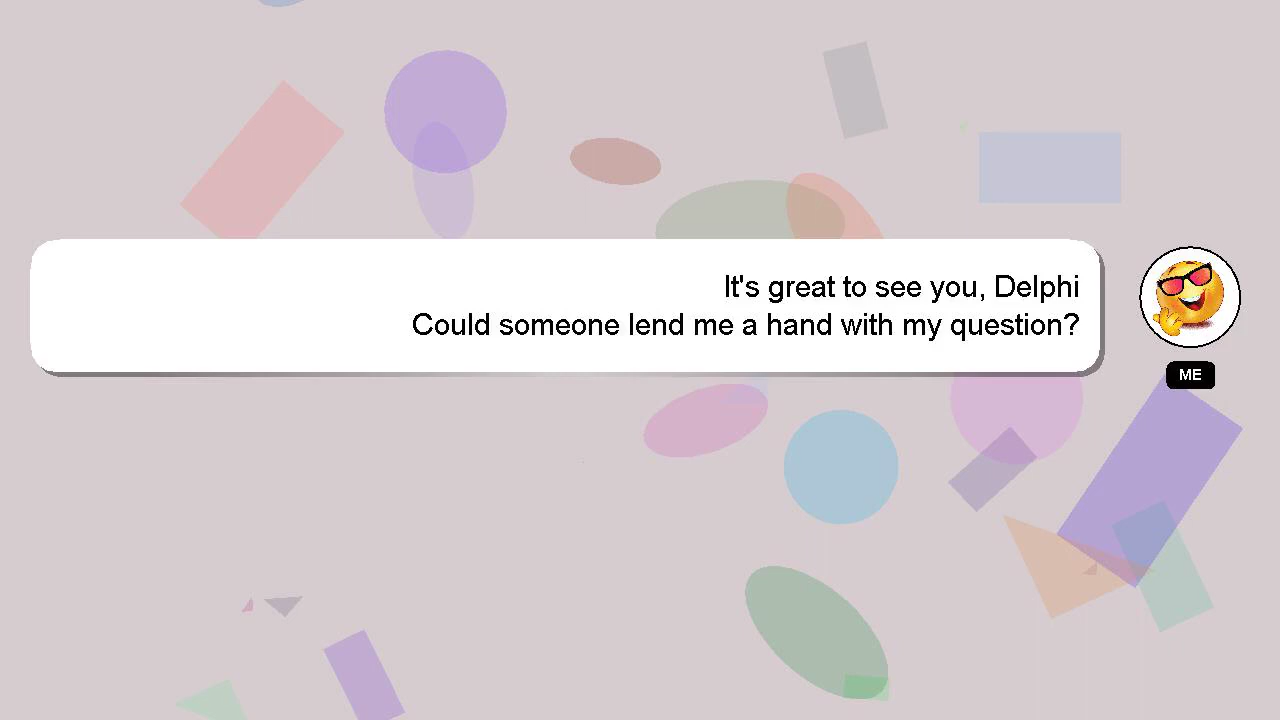 It's great to see you, Delphi
Could someone lend me a hand with my question?
ME